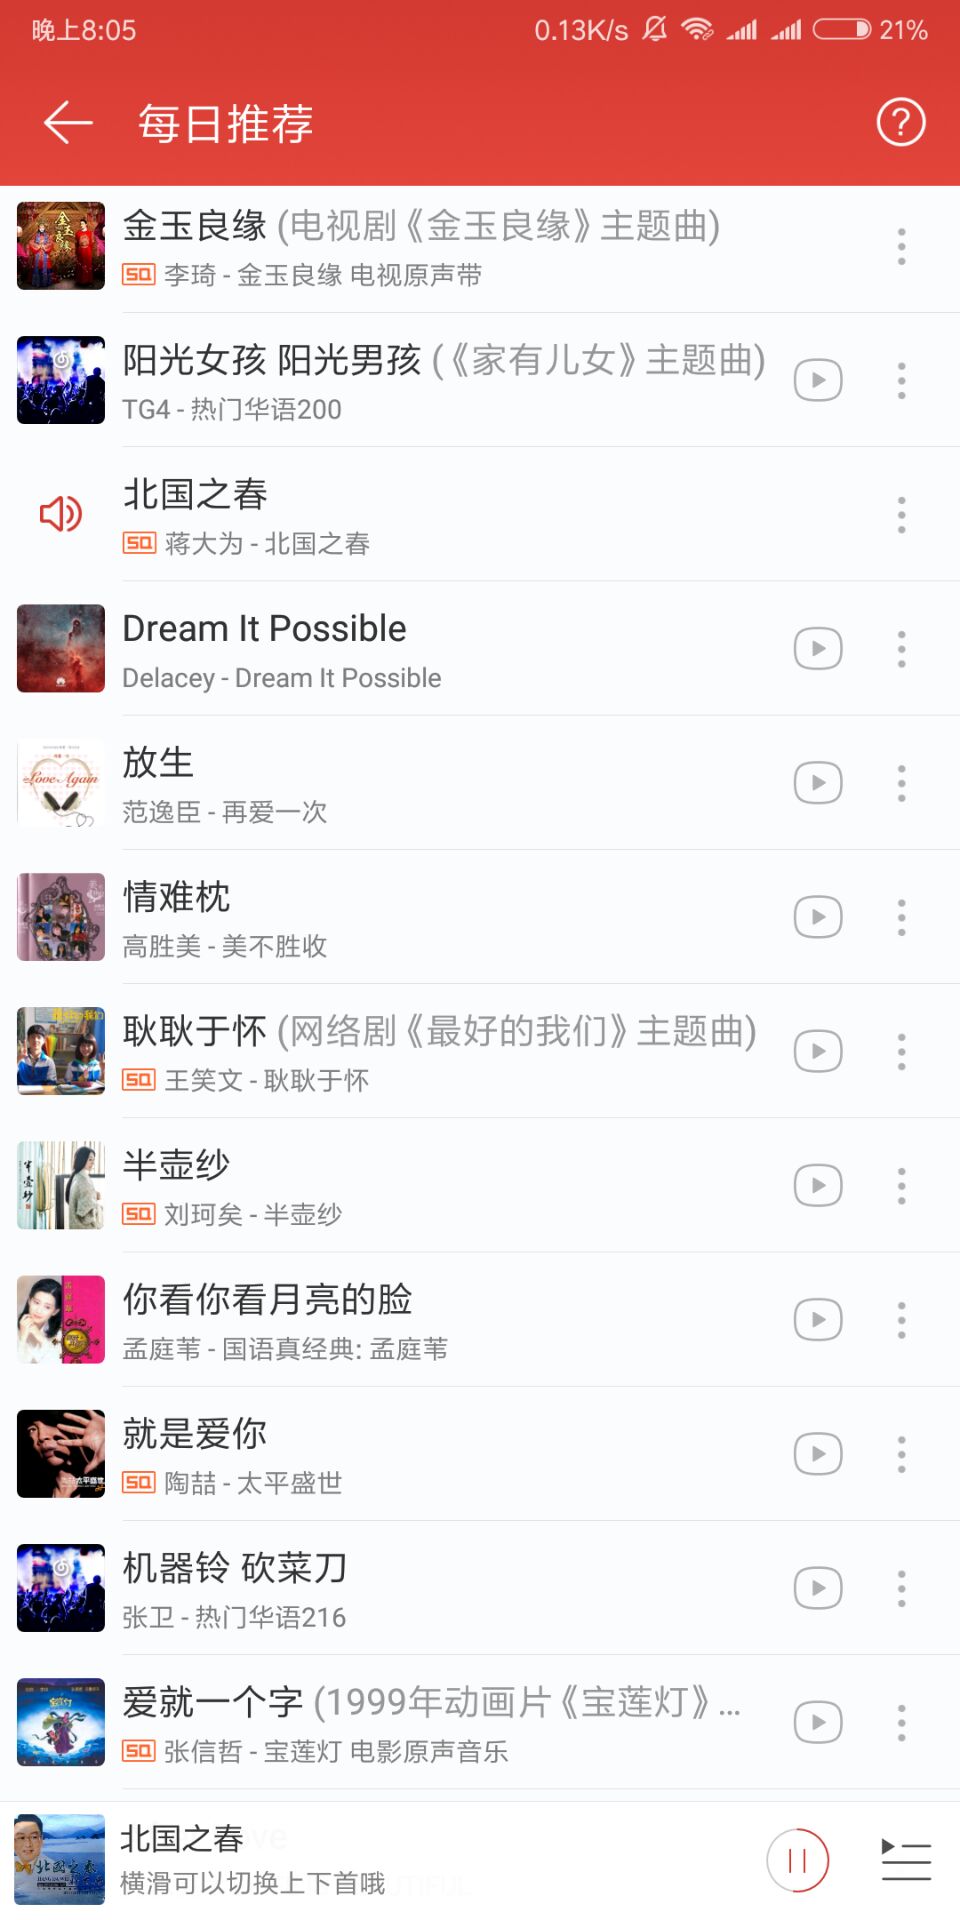 晚上8:05
0.13K/s
21%
每日推荐
金玉良缘 (电视剧《金玉良缘》主题曲)
SQ 李琦 - 金玉良缘 电视原声带
阳光女孩 阳光男孩 (《家有儿女》主题曲)
TG4 - 热门华语200
北国之春
SQ 蒋大为 - 北国之春
Dream It Possible
Delacey - Dream It Possible
Love Again
放生
范逸臣 - 再爱一次
情难枕
高胜美 - 美不胜收
耿耿于怀 (网络剧《最好的我们》主题曲)
SQ 王笑文 - 耿耿于怀
半壶纱
SQ 刘珂矣 - 半壶纱
你看你看月亮的脸
孟庭苇 - 国语真经典: 孟庭苇
就是爱你
SQ 陶喆 - 太平盛世
机器铃 砍菜刀
张卫 - 热门华语216
爱就一个字 (1999年动画片《宝莲灯》...
SQ 张信哲 - 宝莲灯 电影原声音乐
北国之春
横滑可以切换上下首哦